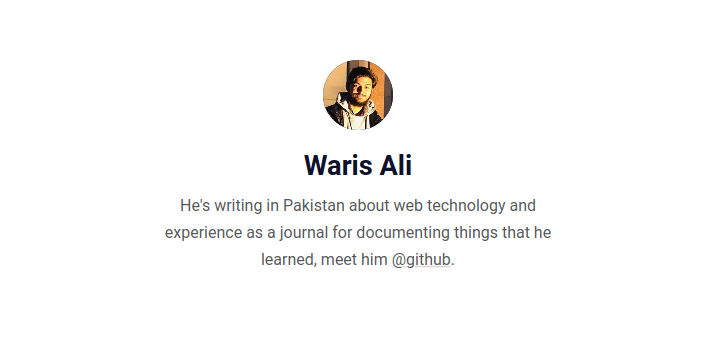 Waris Ali
He's writing in Pakistan about web technology and
experience as a journal for documenting things that he
learned, meet him @github.